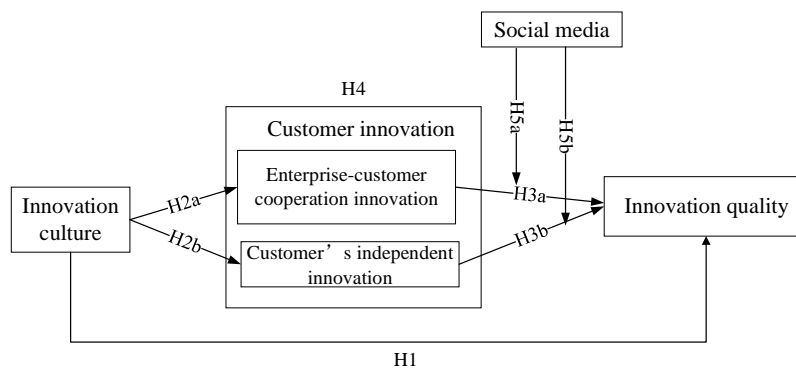 Social media
H4
H5a
H5b
Customer innovation
Enterprise-customer
cooperation innovation
H2a
H3a
Innovation
culture
Innovation quality
H2b
H3b
Customer’s independent
innovation
H1